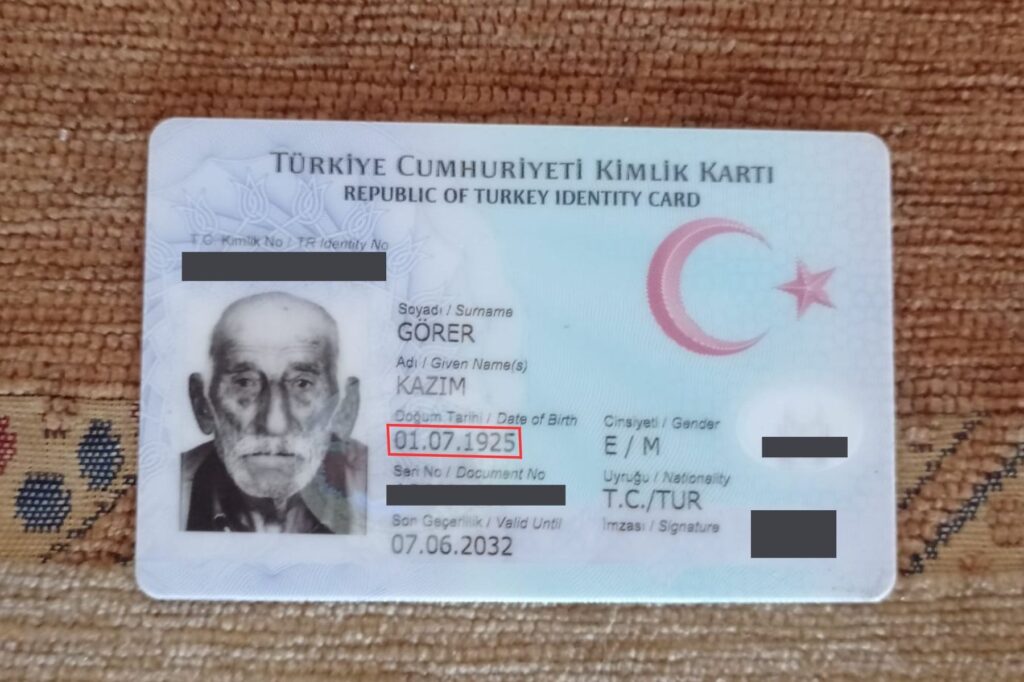 TÜRKİYE CUMHURİYETİ KİMLİK KARTI
REPUBLIC OF TURKEY IDENTITY CARD
T.C. Kimlik No / TR Identity No
Soyadı / Surname
GÖRER
Adı / Given Name(s)
KAZIM
Doğum Tarihi / Date of Birth
01.07.1925
Cinsiyeti / Gender
E / M
Seri No / Document No
Uyruğu / Nationality
T.C./TUR
Son Geçerlilik / Valid Until
07.06.2032
İmzası / Signature